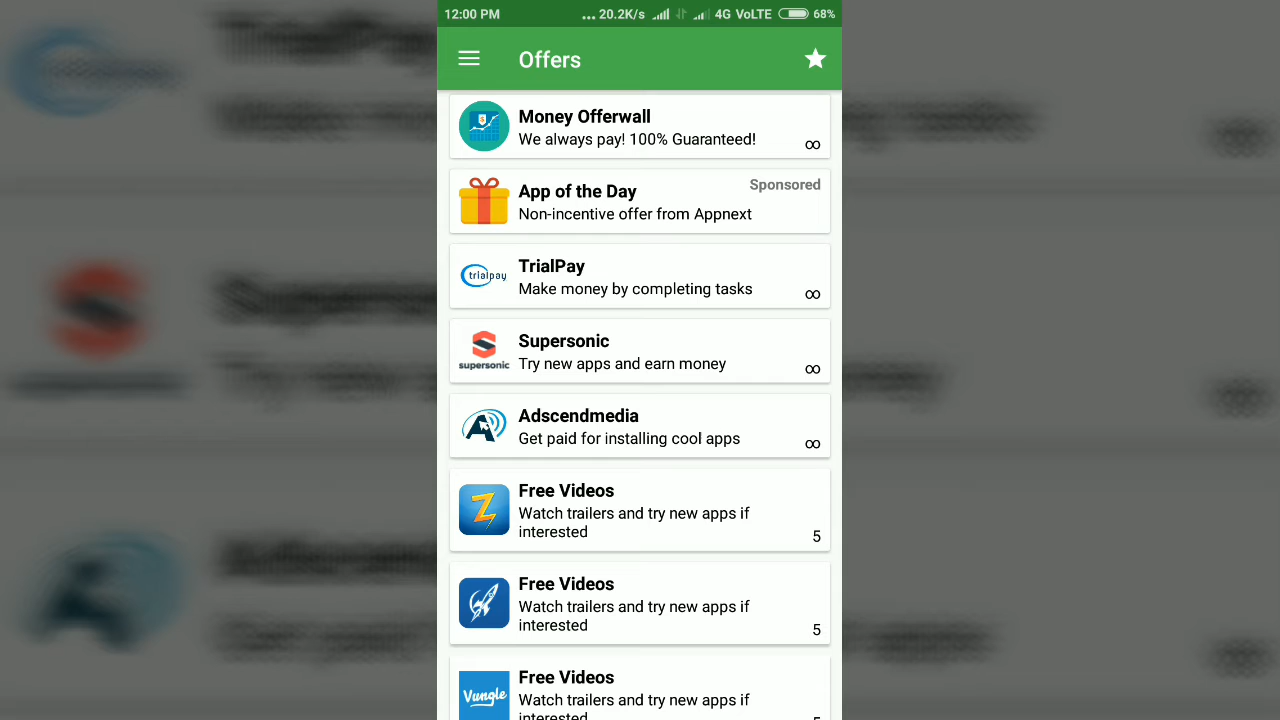 12:00 PM
... 20.2K/s 4G VoLTE 68%
Offers
Money Offerwall
We always pay! 100% Guaranteed!
∞
App of the Day
Sponsored
Non-incentive offer from Appnext
trialpay
TrialPay
Make money by completing tasks
∞
supersonic
Supersonic
Try new apps and earn money
∞
Adscendmedia
Get paid for installing cool apps
∞
Free Videos
Watch trailers and try new apps if
interested
5
Free Videos
Watch trailers and try new apps if
interested
5
Vungle
Free Videos
Watch trailers and try new apps if
interested